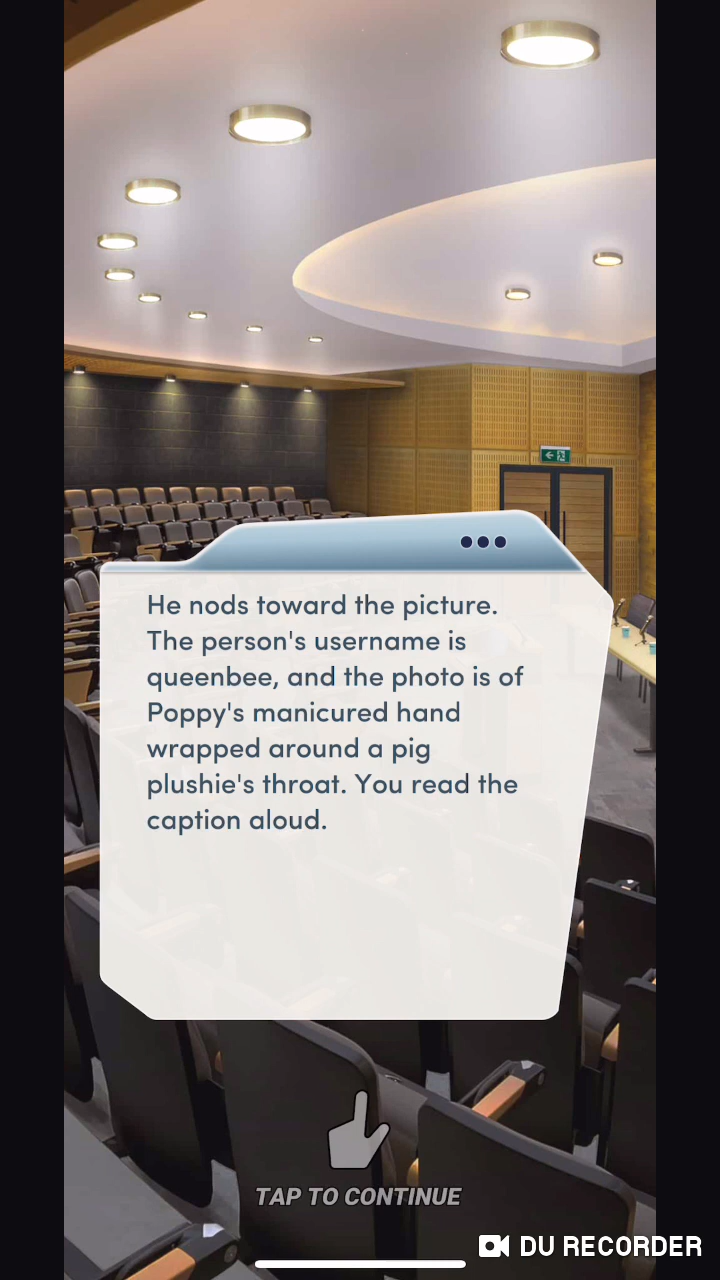 He nods toward the picture.
The person's username is
queenbee, and the photo is of
Poppy's manicured hand
wrapped around a pig
plushie's throat. You read the
caption aloud.
TAP TO CONTINUE
DU RECORDER